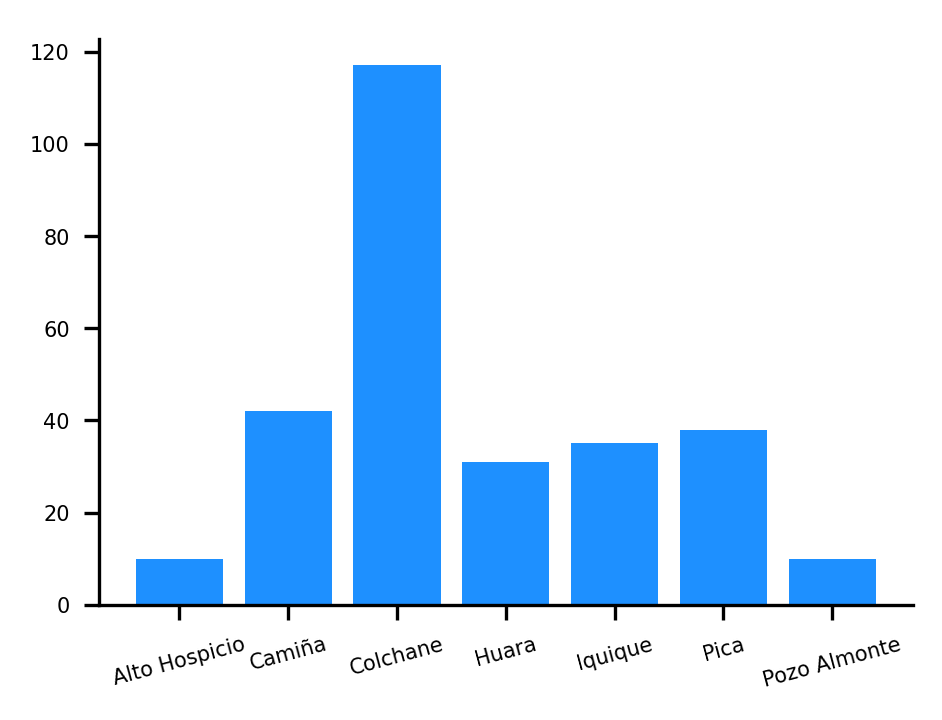 120
100
80
60
40
20
0
Alto Hospicio
Camiña
Colchane
Huara
Iquique
Pica
Pozo Almonte